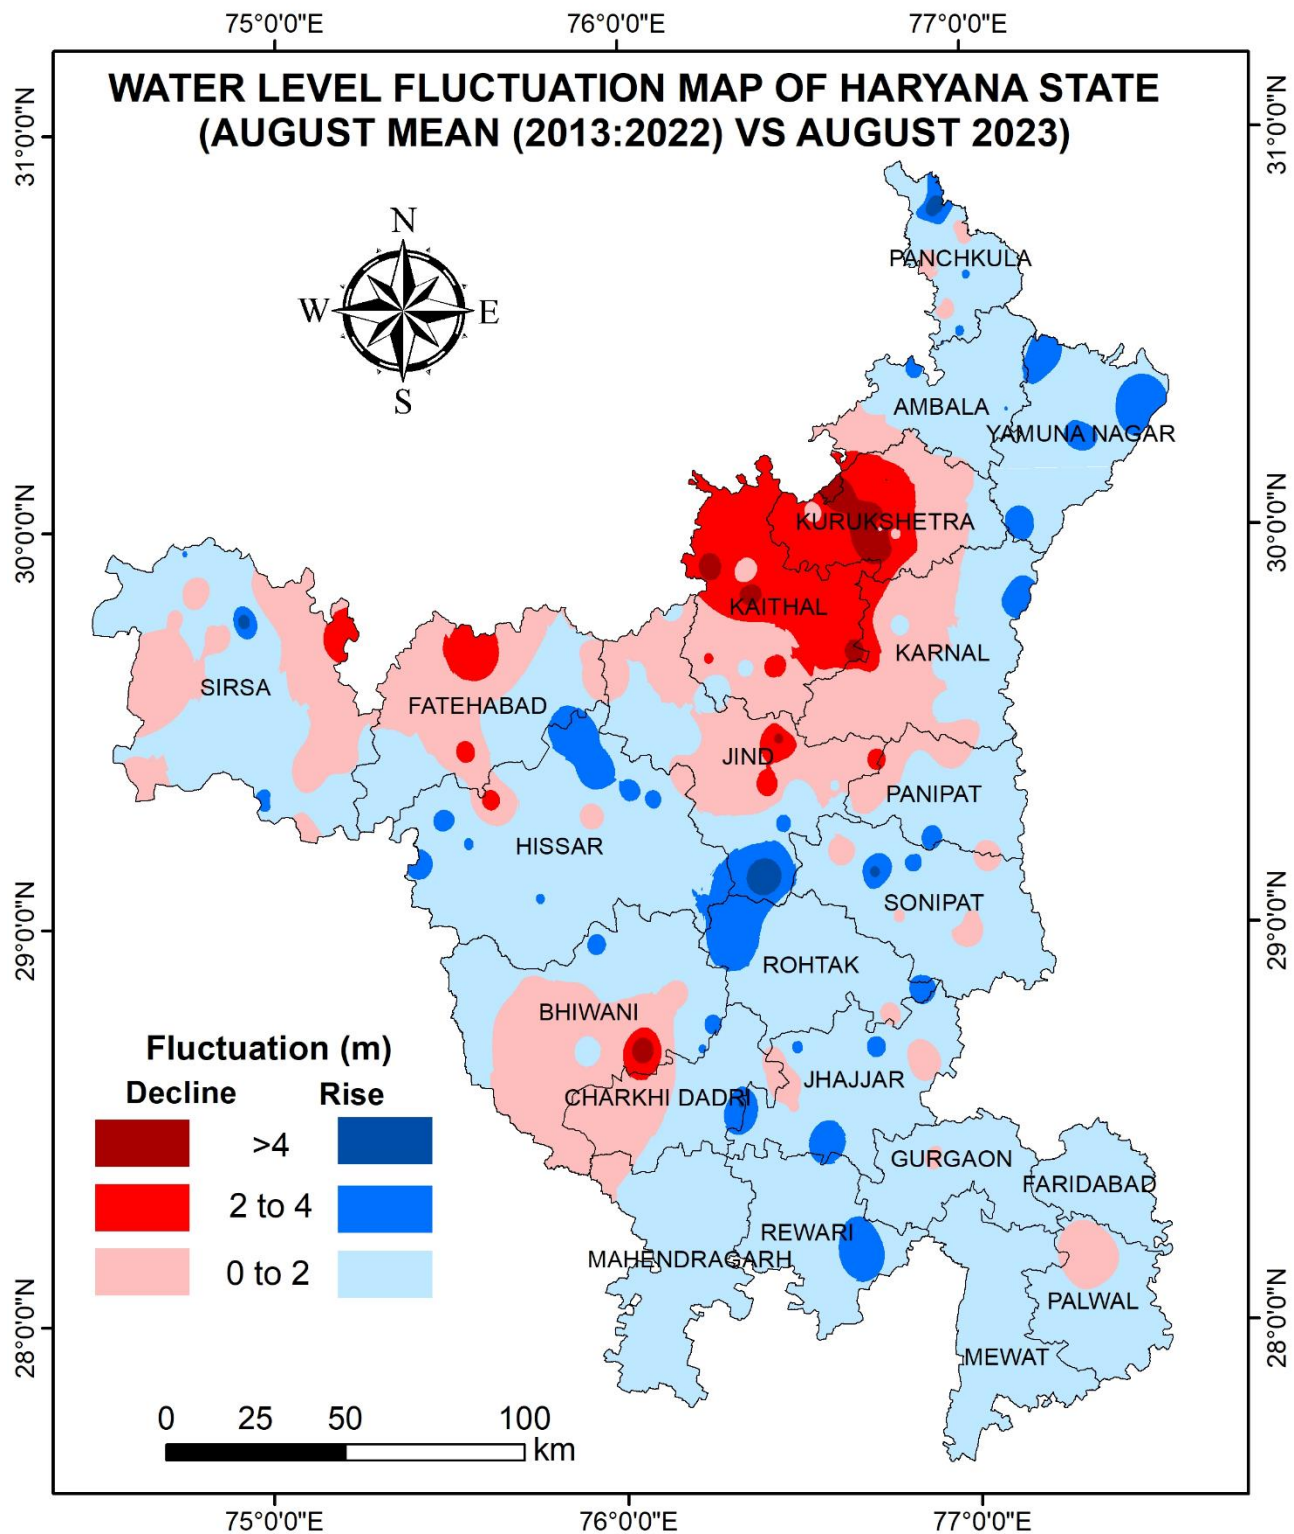 75°0'0"E 76°0'0"E 77°0'0"E
WATER LEVEL FLUCTUATION MAP OF HARYANA STATE
(AUGUST MEAN (2013:2022) VS AUGUST 2023)
31°0'0"N
31°0'0"N
N
W E
S
PANCHKULA
AMBALA
YAMUNA NAGAR
30°0'0"N
30°0'0"N
KURUKSHETRA
KAITHAL
KARNAL
SIRSA
FATEHABAD
JIND
PANIPAT
HISSAR
SONIPAT
29°0'0"N
29°0'0"N
ROHTAK
BHIWANI
CHARKHI DADRI
JHAJJAR
GURGAON
FARIDABAD
REWARI
MAHENDRAGARH
PALWAL
MEWAT
28°0'0"N
28°0'0"N
Fluctuation (m)
Decline Rise
>4
2 to 4
0 to 2
0 25 50 100
km
75°0'0"E 76°0'0"E 77°0'0"E